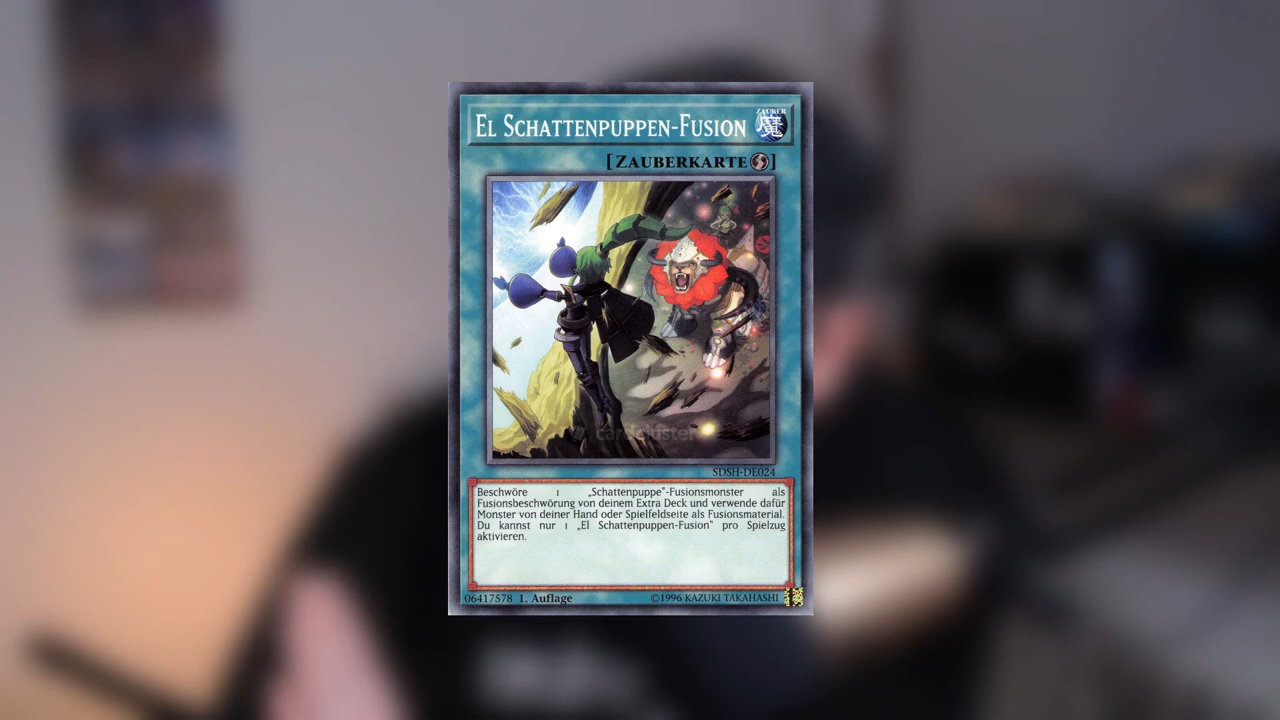 El Schattenpuppen-Fusion
ZAUBER
魔
[Zauberkarte]
cardcluster
SDSH-DE024
Beschwöre 1 „Schattenpuppe"-Fusionsmonster als
Fusionsbeschwörung von deinem Extra Deck und verwende dafür
Monster von deiner Hand oder Spielfeldseite als Fusionsmaterial.
Du kannst nur 1 „El Schattenpuppen-Fusion" pro Spielzug
aktivieren.
06417578 1. Auflage ©1996 KAZUKI TAKAHASHI